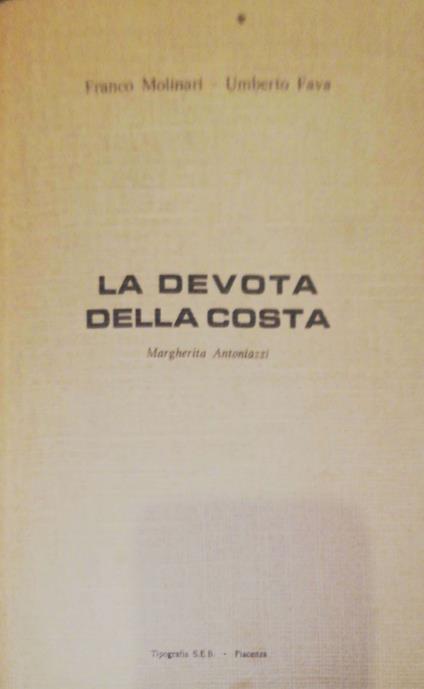 Franco Molinari - Umberto Fava
LA DEVOTA
DELLA COSTA
Margherita Antoniazzi
Tipografia S.E.B. - Piacenza